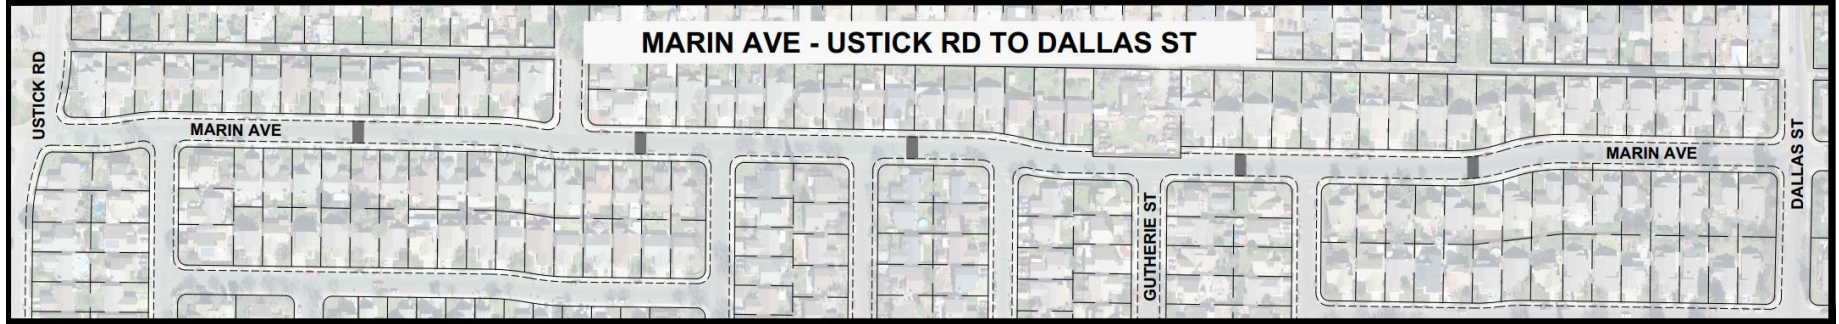 MARIN AVE - USTICK RD TO DALLAS ST
USTICK RD
MARIN AVE
GUTHERIE ST
MARIN AVE
DALLAS ST